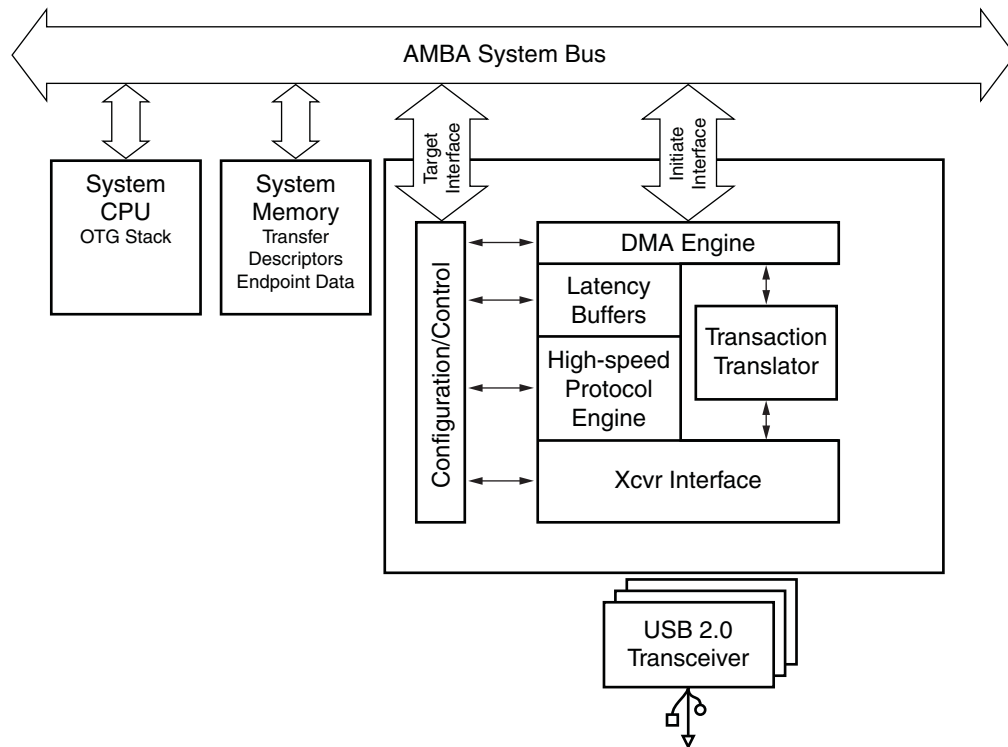 AMBA System Bus
Target
Interface
Initiate
Interface
System
CPU
OTG Stack
System
Memory
Transfer
Descriptors
Endpoint Data
Configuration/Control
DMA Engine
Latency
Buffers
Transaction
Translator
High-speed
Protocol
Engine
Xcvr Interface
USB 2.0
Transceiver